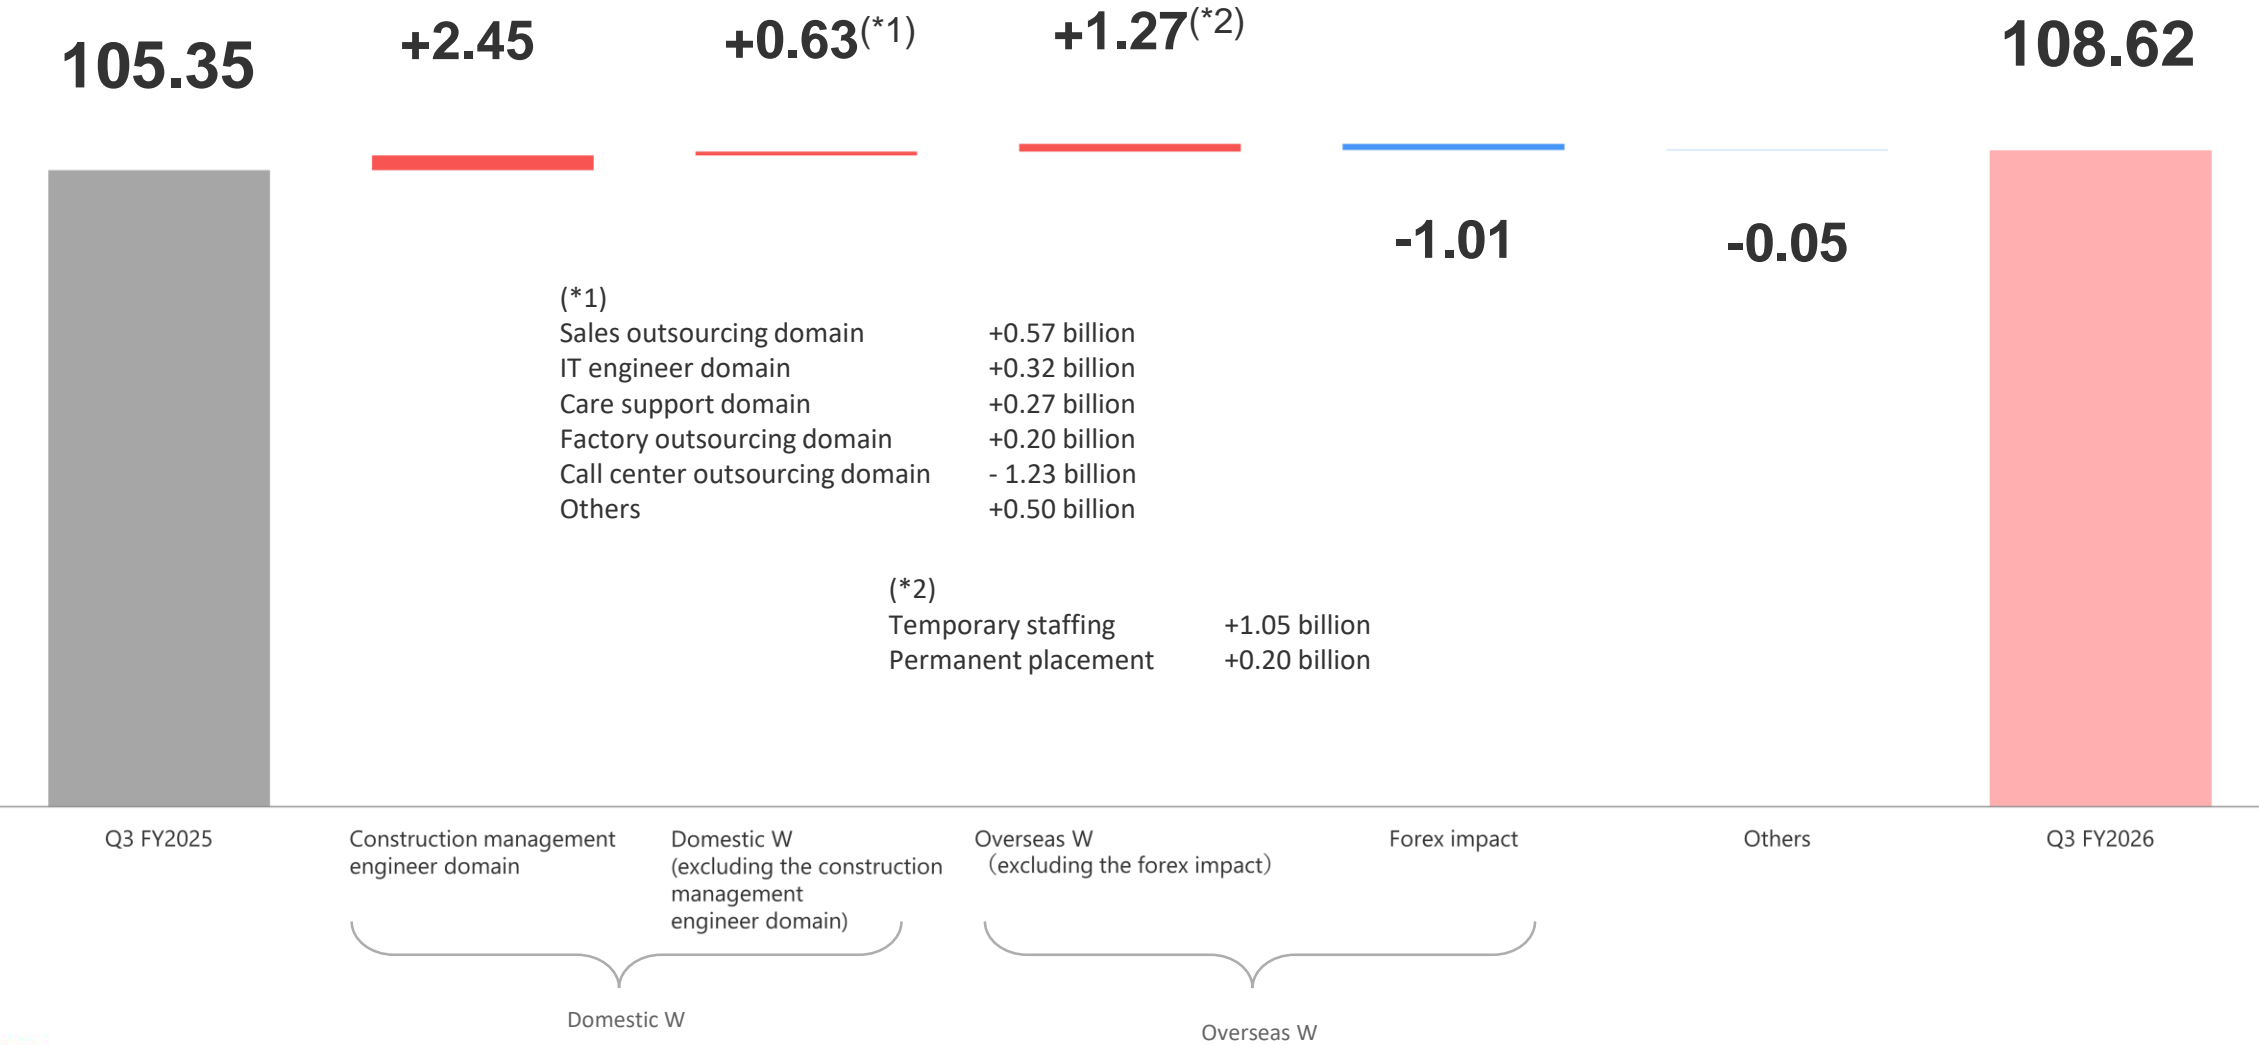 105.35
+2.45
+0.63(*1)
+1.27(*2)
108.62
-1.01
-0.05
(*1)
Sales outsourcing domain +0.57 billion
IT engineer domain +0.32 billion
Care support domain +0.27 billion
Factory outsourcing domain +0.20 billion
Call center outsourcing domain - 1.23 billion
Others +0.50 billion
(*2)
Temporary staffing +1.05 billion
Permanent placement +0.20 billion
Q3 FY2025
Construction management
engineer domain
Domestic W
(excluding the construction
management
engineer domain)
Overseas W
（excluding the forex impact）
Forex impact
Others
Q3 FY2026
Domestic W
Overseas W